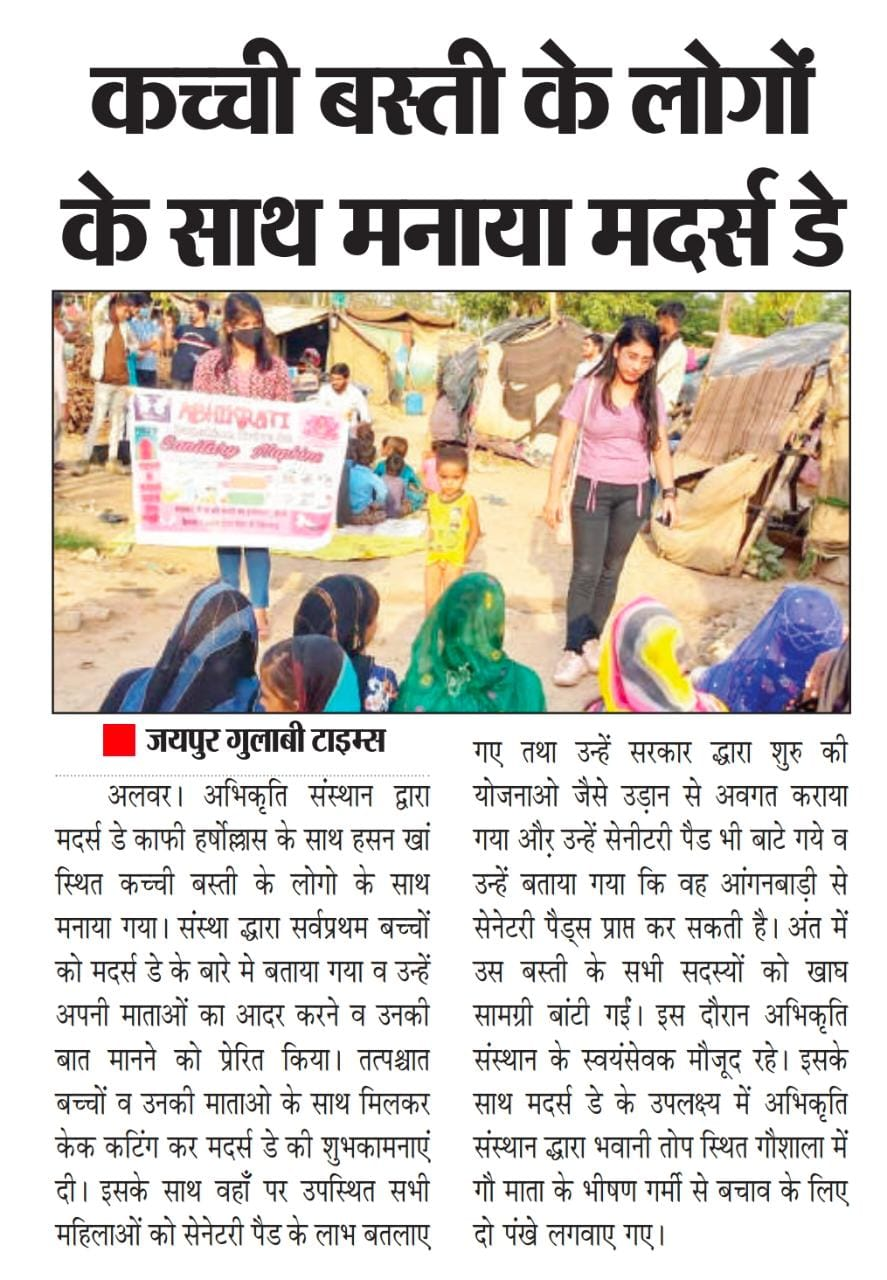 कच्ची बस्ती के लोगों
के साथ मनाया मदर्स डे
ABHIKRATI
Sanitary Napkins
जयपुर गुलाबी टाइम्स
अलवर। अभिकृति संस्थान द्वारा
मदर्स डे काफी हर्षोल्लास के साथ हसन खां
स्थित कच्ची बस्ती के लोगो के साथ
मनाया गया। संस्था द्धारा सर्वप्रथम बच्चों
को मदर्स डे के बारे मे बताया गया व उन्हें
अपनी माताओं का आदर करने व उनकी
बात मानने को प्रेरित किया। तत्पश्चात
बच्चों व उनकी माताओ के साथ मिलकर
केक कटिंग कर मदर्स डे की शुभकामनाएं
दी। इसके साथ वहाँ पर उपस्थित सभी
महिलाओं को सेनेटरी पैड के लाभ बतलाए
गए तथा उन्हें सरकार द्धारा शुरु की
योजनाओ जैसे उड़ान से अवगत कराया
गया और उन्हें सेनीटरी पैड भी बाटे गये व
उन्हें बताया गया कि वह आंगनबाड़ी से
सेनेटरी पैड्स प्राप्त कर सकती है। अंत में
उस बस्ती के सभी सदस्यों को खाघ
सामग्री बांटी गईं। इस दौरान अभिकृति
संस्थान के स्वयंसेवक मौजूद रहे। इसके
साथ मदर्स डे के उपलक्ष्य में अभिकृति
संस्थान द्धारा भवानी तोप स्थित गौशाला में
गौ माता के भीषण गर्मी से बचाव के लिए
दो पंखे लगवाए गए।